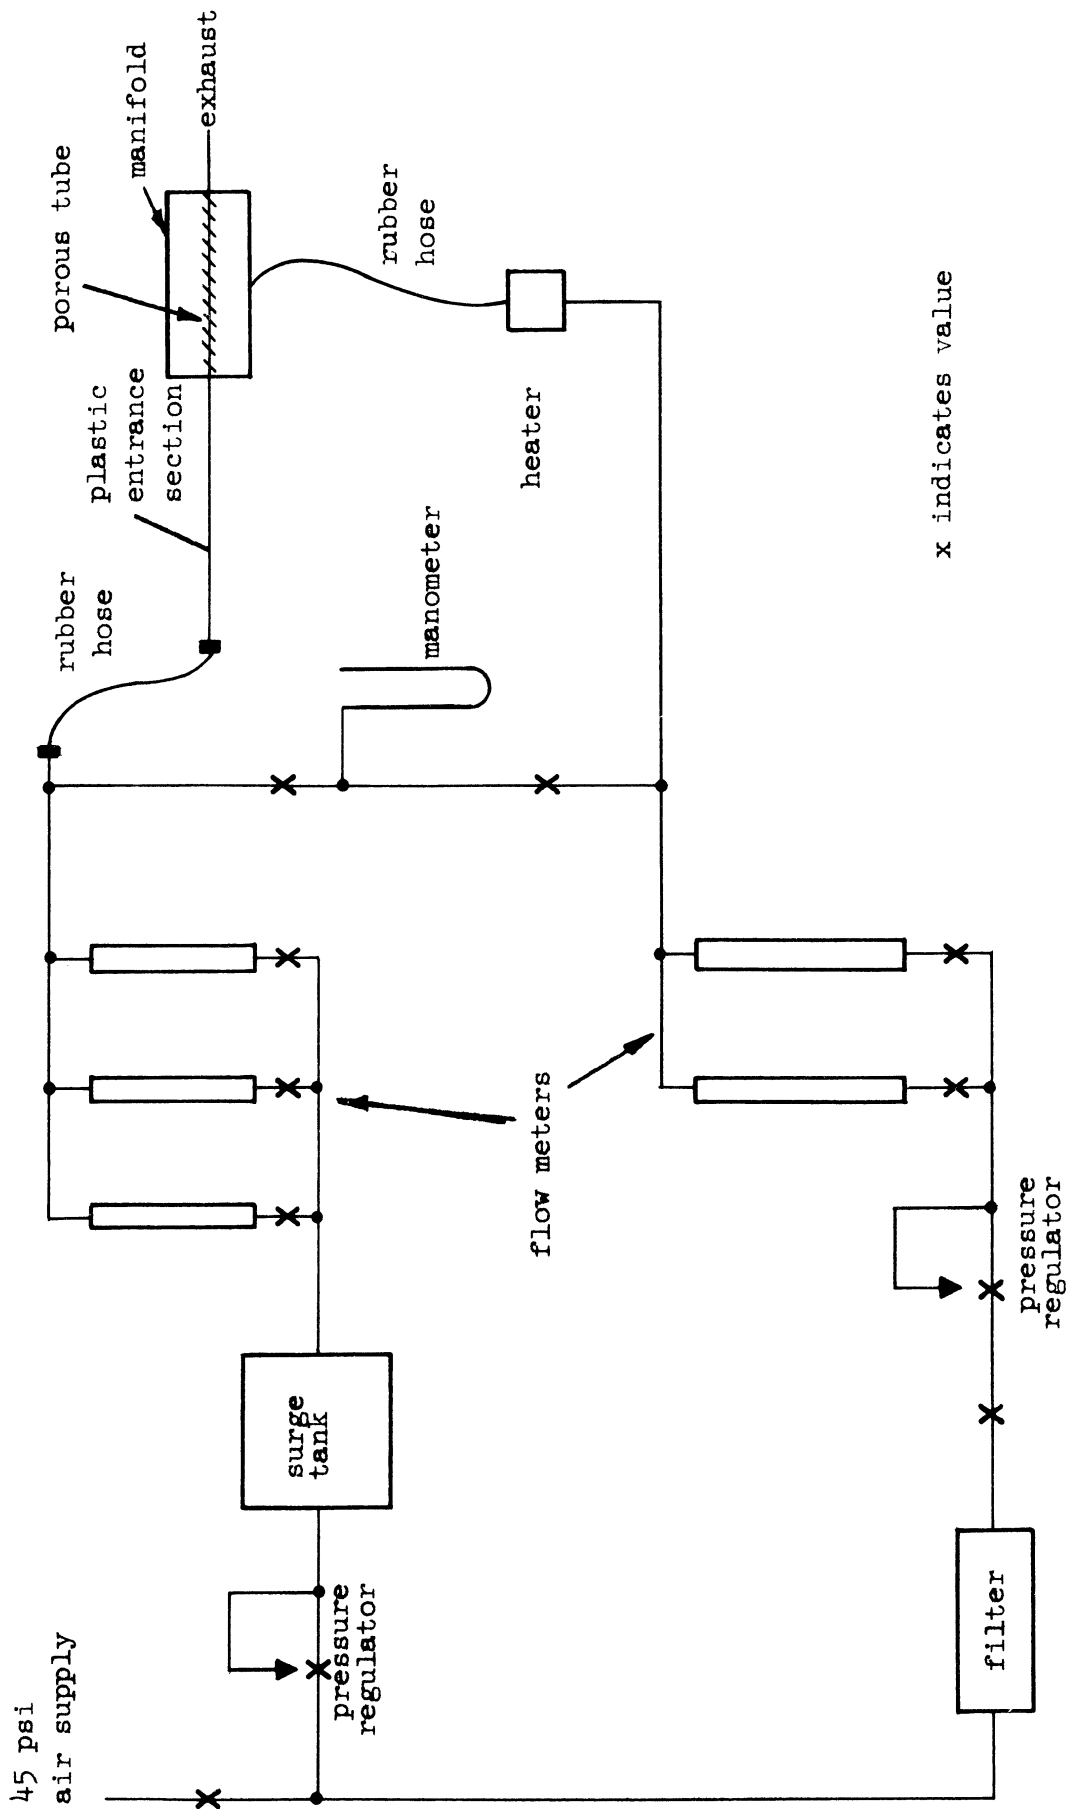 45 psi
air supply
pressure
regulator
surge
tank
filter
pressure
regulator
flow meters
manometer
heater
rubber
hose
plastic
entrance
section
porous tube
manifold
exhaust
rubber
hose
x indicates value